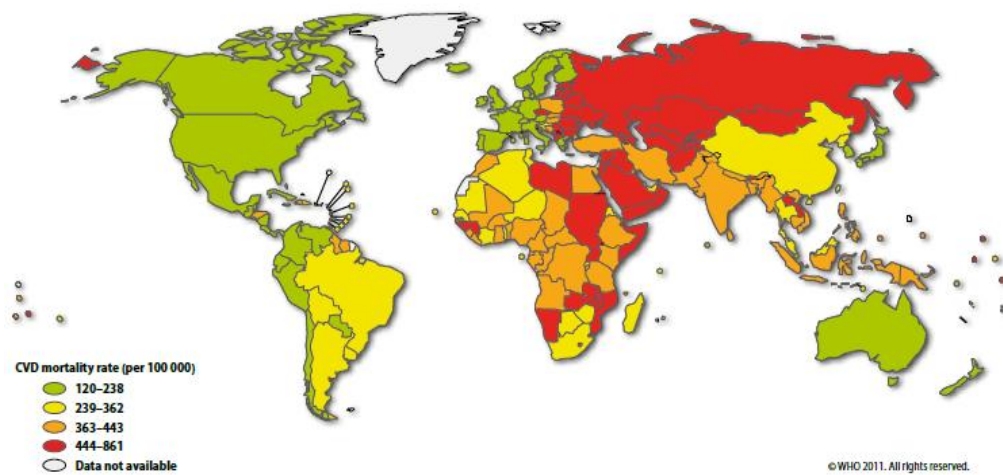 CVD mortality rate (per 100 000)
120–238
239–362
363–443
444–861
Data not available
© WHO 2011. All rights reserved.